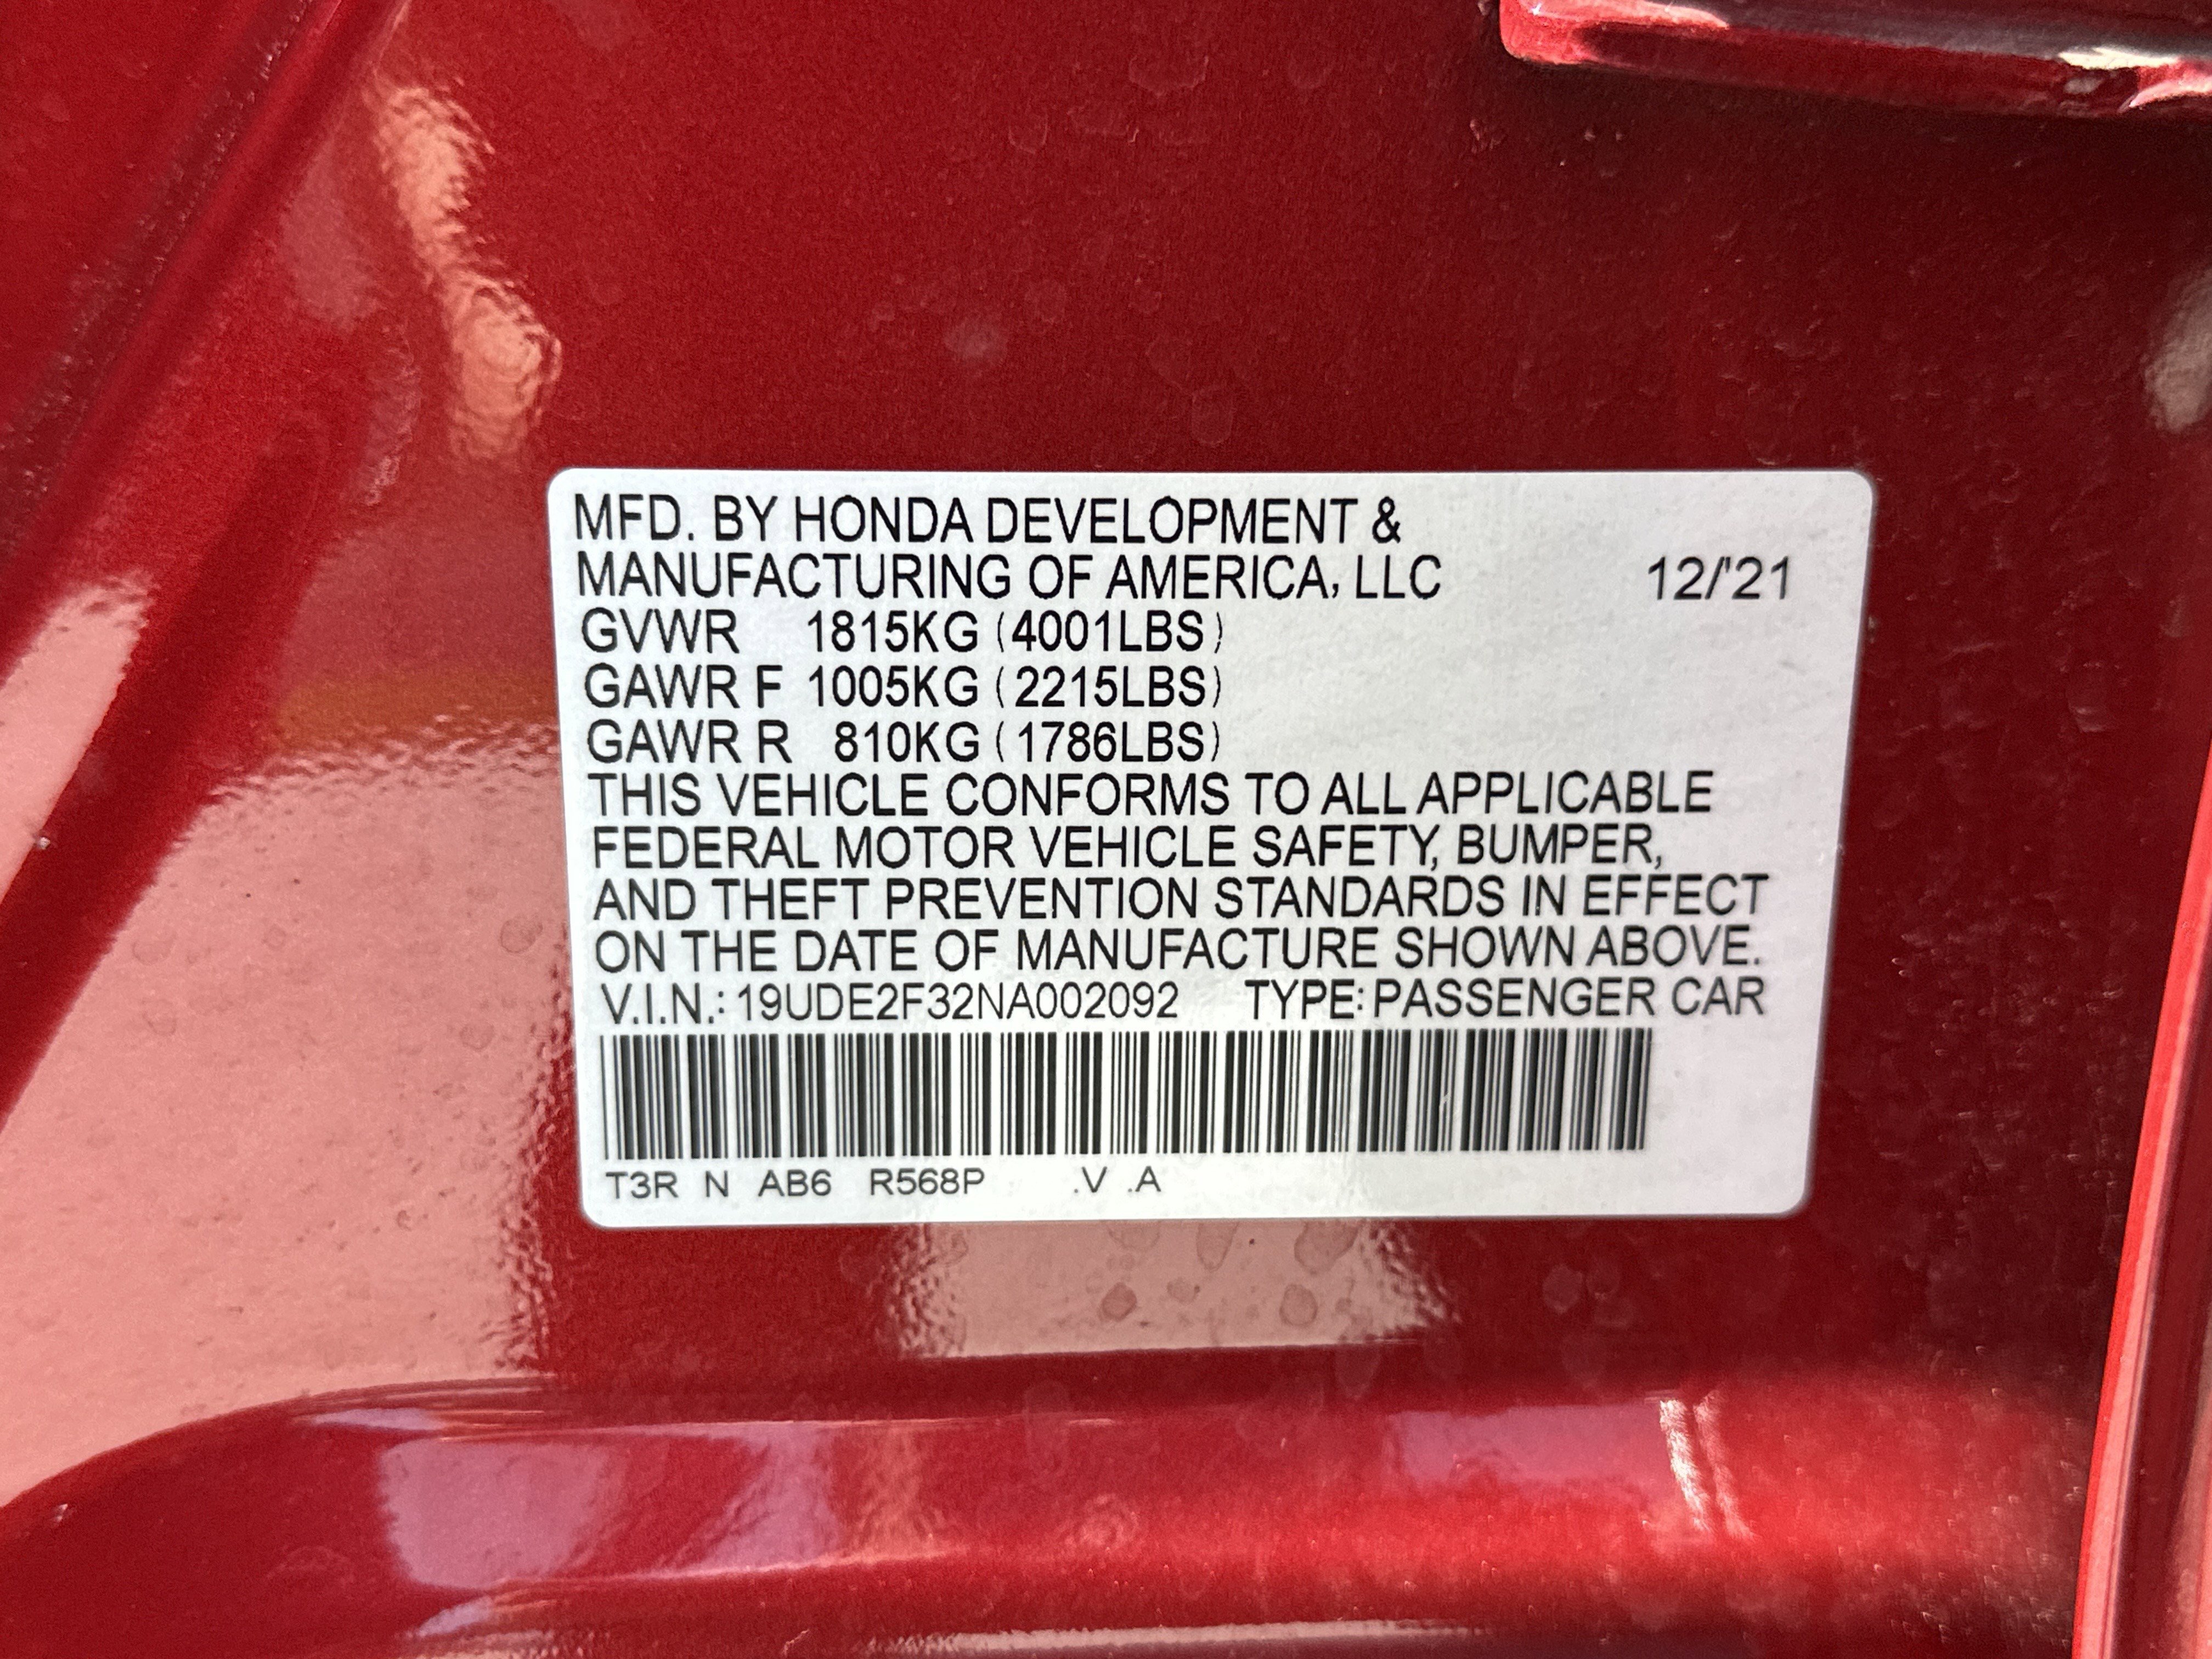 MFD. BY HONDA DEVELOPMENT &
MANUFACTURING OF AMERICA, LLC 12/'21
GVWR 1815KG (4001LBS)
GAWR F 1005KG (2215LBS)
GAWR R 810KG (1786LBS)
THIS VEHICLE CONFORMS TO ALL APPLICABLE
FEDERAL MOTOR VEHICLE SAFETY, BUMPER,
AND THEFT PREVENTION STANDARDS IN EFFECT
ON THE DATE OF MANUFACTURE SHOWN ABOVE.
V.I.N.: 19UDE2F32NA002092 TYPE: PASSENGER CAR
T3R N AB6 R568P .V .A